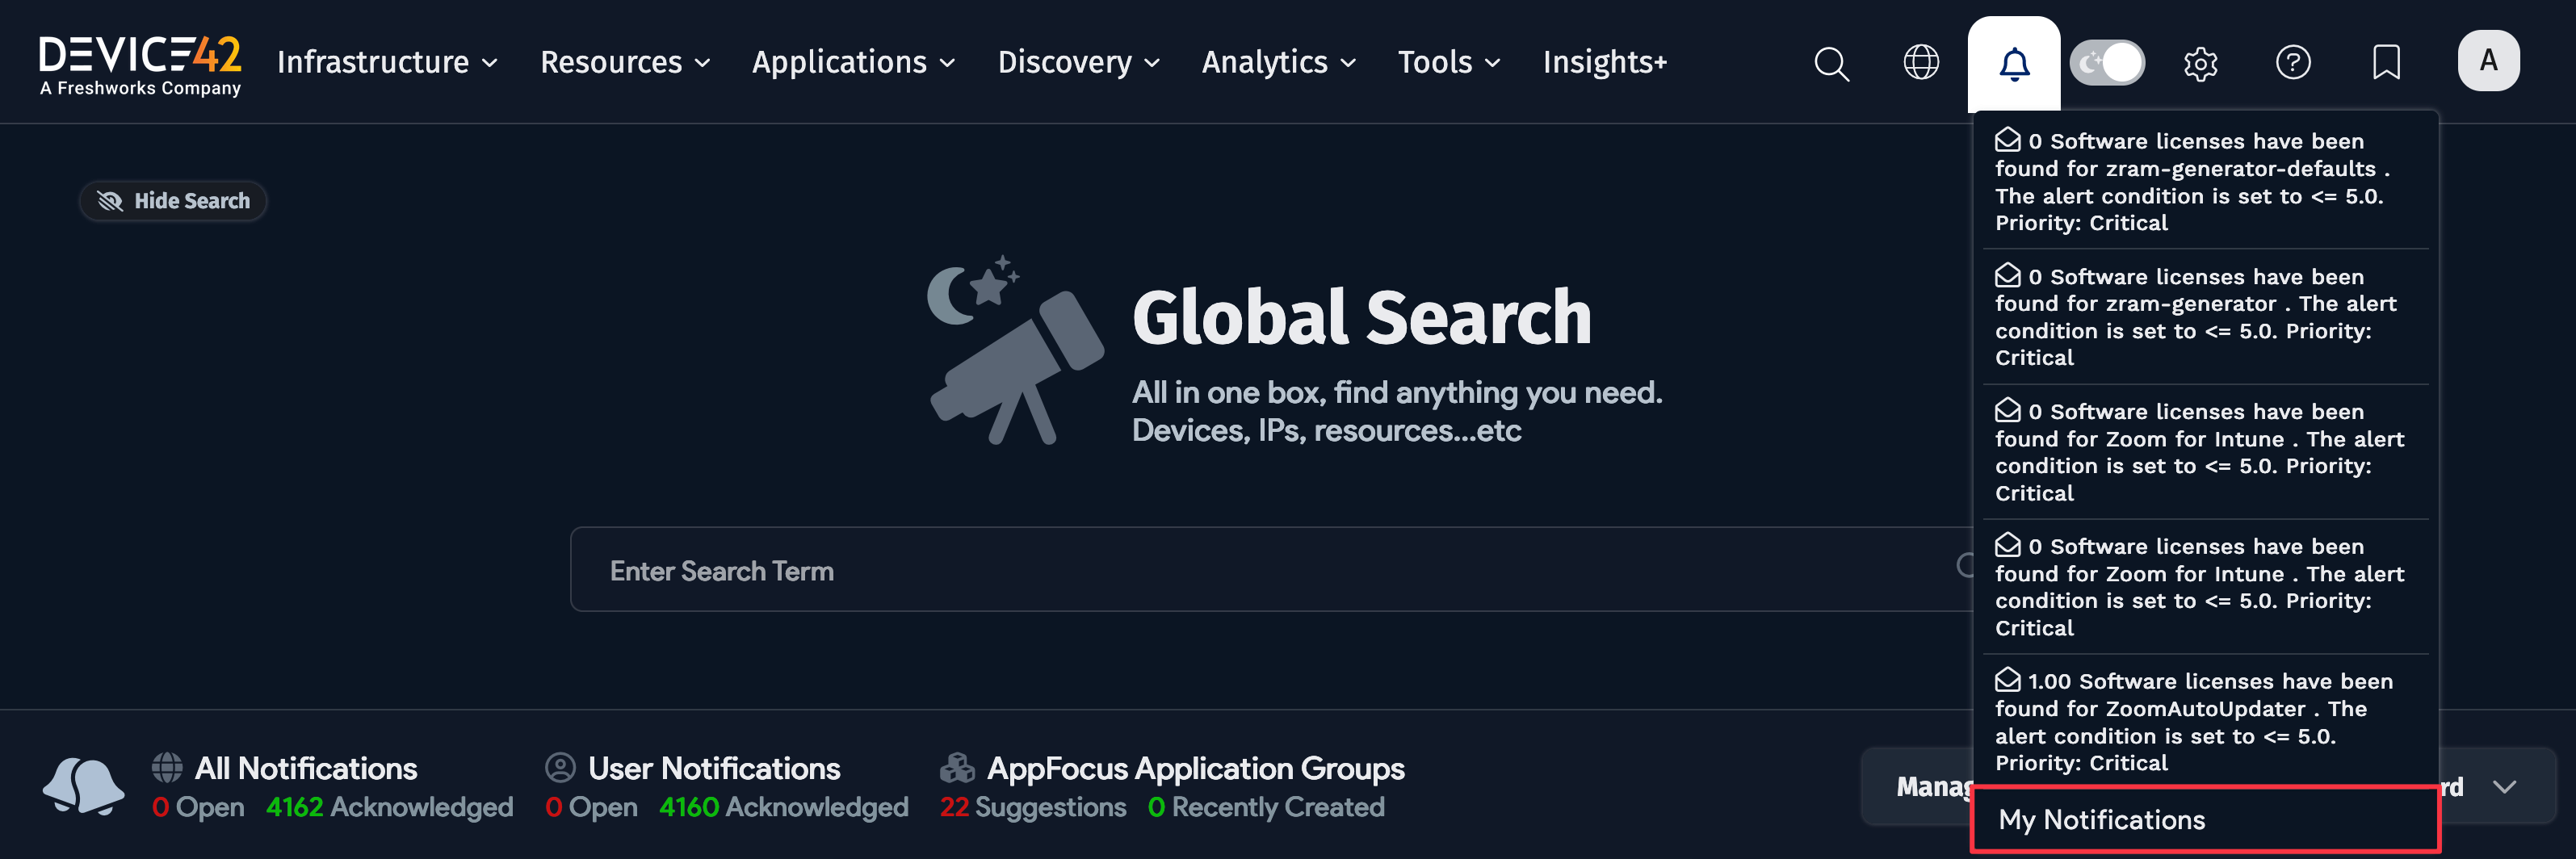 DEVICE42
A Freshworks Company
Infrastructure
Resources
Applications
Discovery
Analytics
Tools
Insights+
A
Hide Search
Global Search
All in one box, find anything you need.
Devices, IPs, resources...etc
Enter Search Term
0 Software licenses have been
found for zram-generator-defaults .
The alert condition is set to <= 5.0.
Priority: Critical
0 Software licenses have been
found for zram-generator . The alert
condition is set to <= 5.0. Priority:
Critical
0 Software licenses have been
found for Zoom for Intune . The alert
condition is set to <= 5.0. Priority:
Critical
0 Software licenses have been
found for Zoom for Intune . The alert
condition is set to <= 5.0. Priority:
Critical
1.00 Software licenses have been
found for ZoomAutoUpdater . The
alert condition is set to <= 5.0.
Priority: Critical
My Notifications
All Notifications
0 Open 4162 Acknowledged
User Notifications
0 Open 4160 Acknowledged
AppFocus Application Groups
22 Suggestions 0 Recently Created